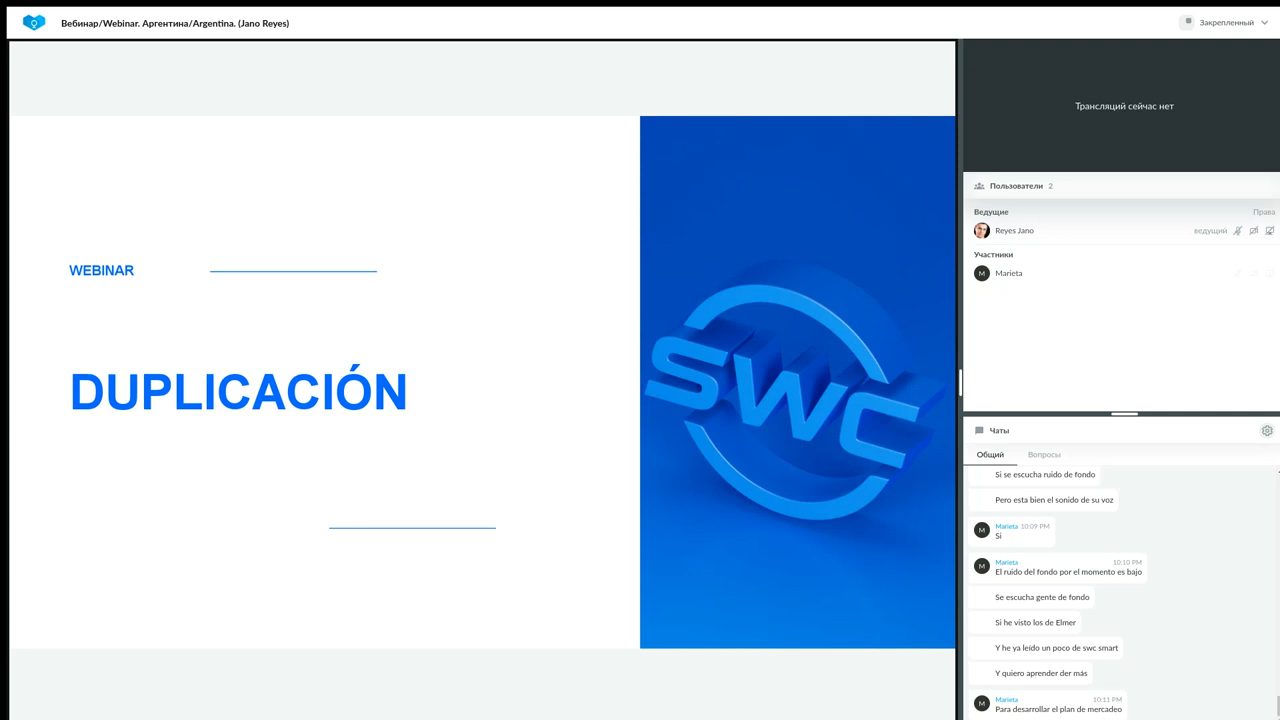 Вебинар/Webinar. Аргентина/Argentina. (Jano Reyes)
Закрепленный
WEBINAR
DUPLICACIÓN
SWC
Трансляций сейчас нет
Пользователи 2
Ведущие Права
Reyes Jano ведущий
Участники
M Marieta
Чаты
Общий Вопросы
Si se escucha ruido de fondo
Pero esta bien el sonido de su voz
M Marieta 10:09 PM
Si
M Marieta 10:10 PM
El ruido del fondo por el momento es bajo
Se escucha gente de fondo
Si he visto los de Elmer
Y he ya leído un poco de swc smart
Y quiero aprender der más
M Marieta 10:11 PM
Para desarrollar el plan de mercadeo